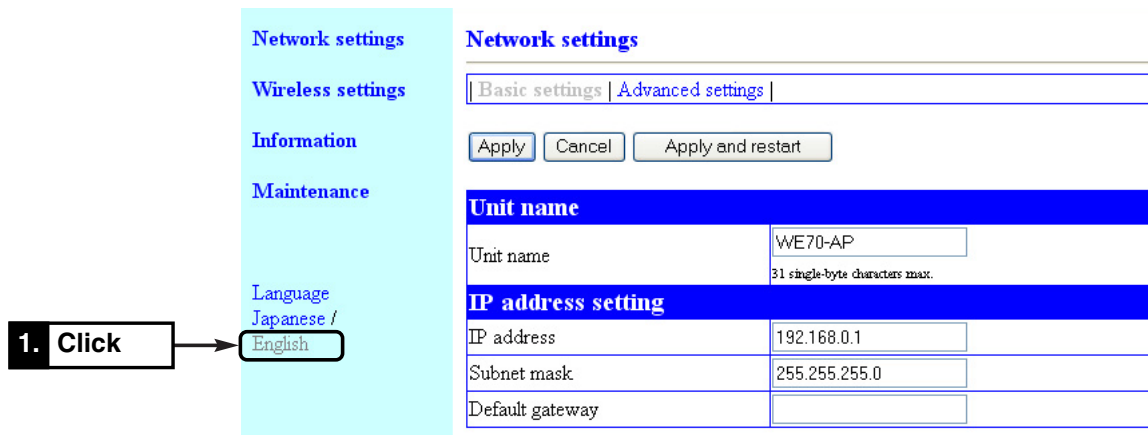 Network settings
Wireless settings
Information
Maintenance
Language
Japanese /
English
1. Click
Network settings
| Basic settings | Advanced settings |
Apply Cancel Apply and restart
Unit name
Unit name WE70-AP
31 single-byte characters max.
IP address setting
IP address 192.168.0.1
Subnet mask 255.255.255.0
Default gateway